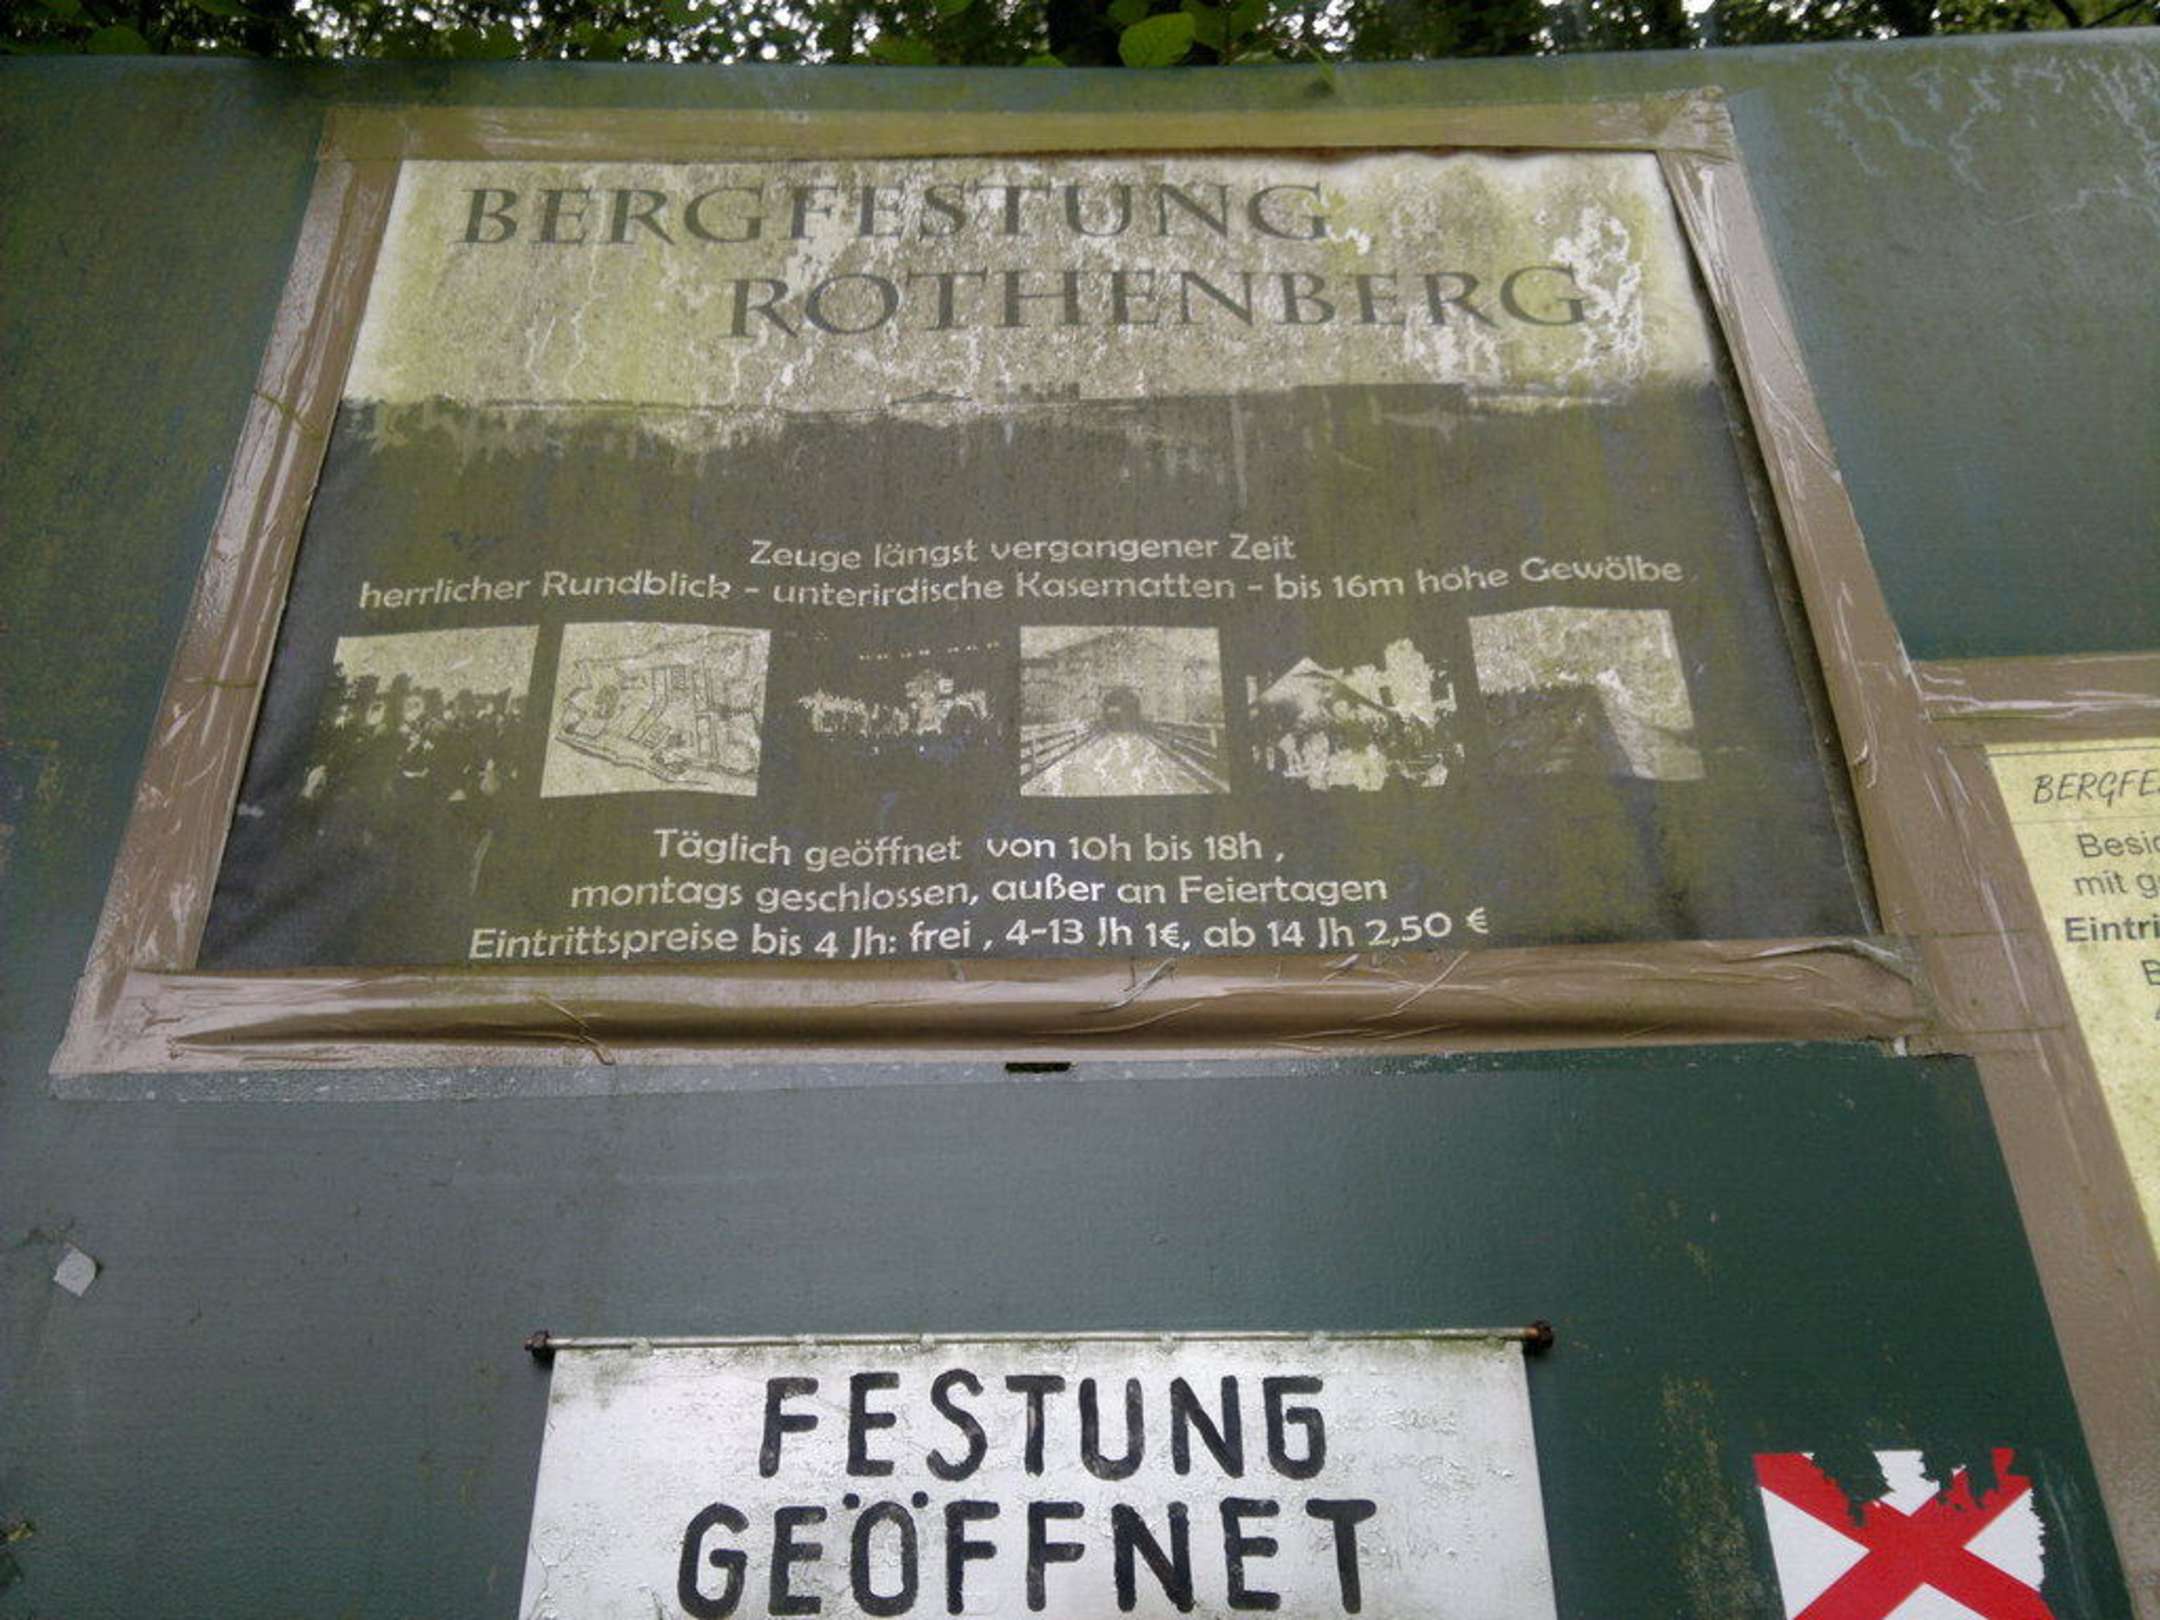 BERGFESTUNG
ROTHENBERG
Zeuge längst vergangener Zeit
herrlicher Rundblick - unterirdische Kasematten - bis 16m hohe Gewölbe
Täglich geöffnet von 10h bis 18h ,
montags geschlossen, außer an Feiertagen
Eintrittspreise bis 4 Jh: frei , 4-13 Jh 1€, ab 14 Jh 2,50 €
FESTUNG
GEÖFFNET
mit